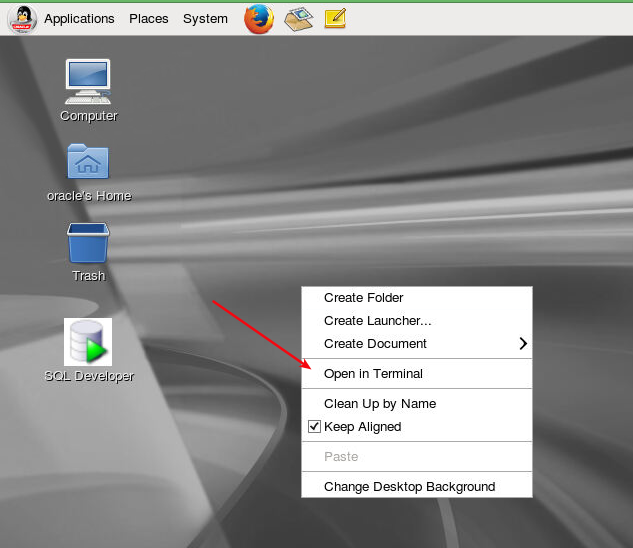 Applications Places System
Computer
oracle's Home
Trash
SQL Developer
Create Folder
Create Launcher...
Create Document
Open in Terminal
Clean Up by Name
Keep Aligned
Paste
Change Desktop Background